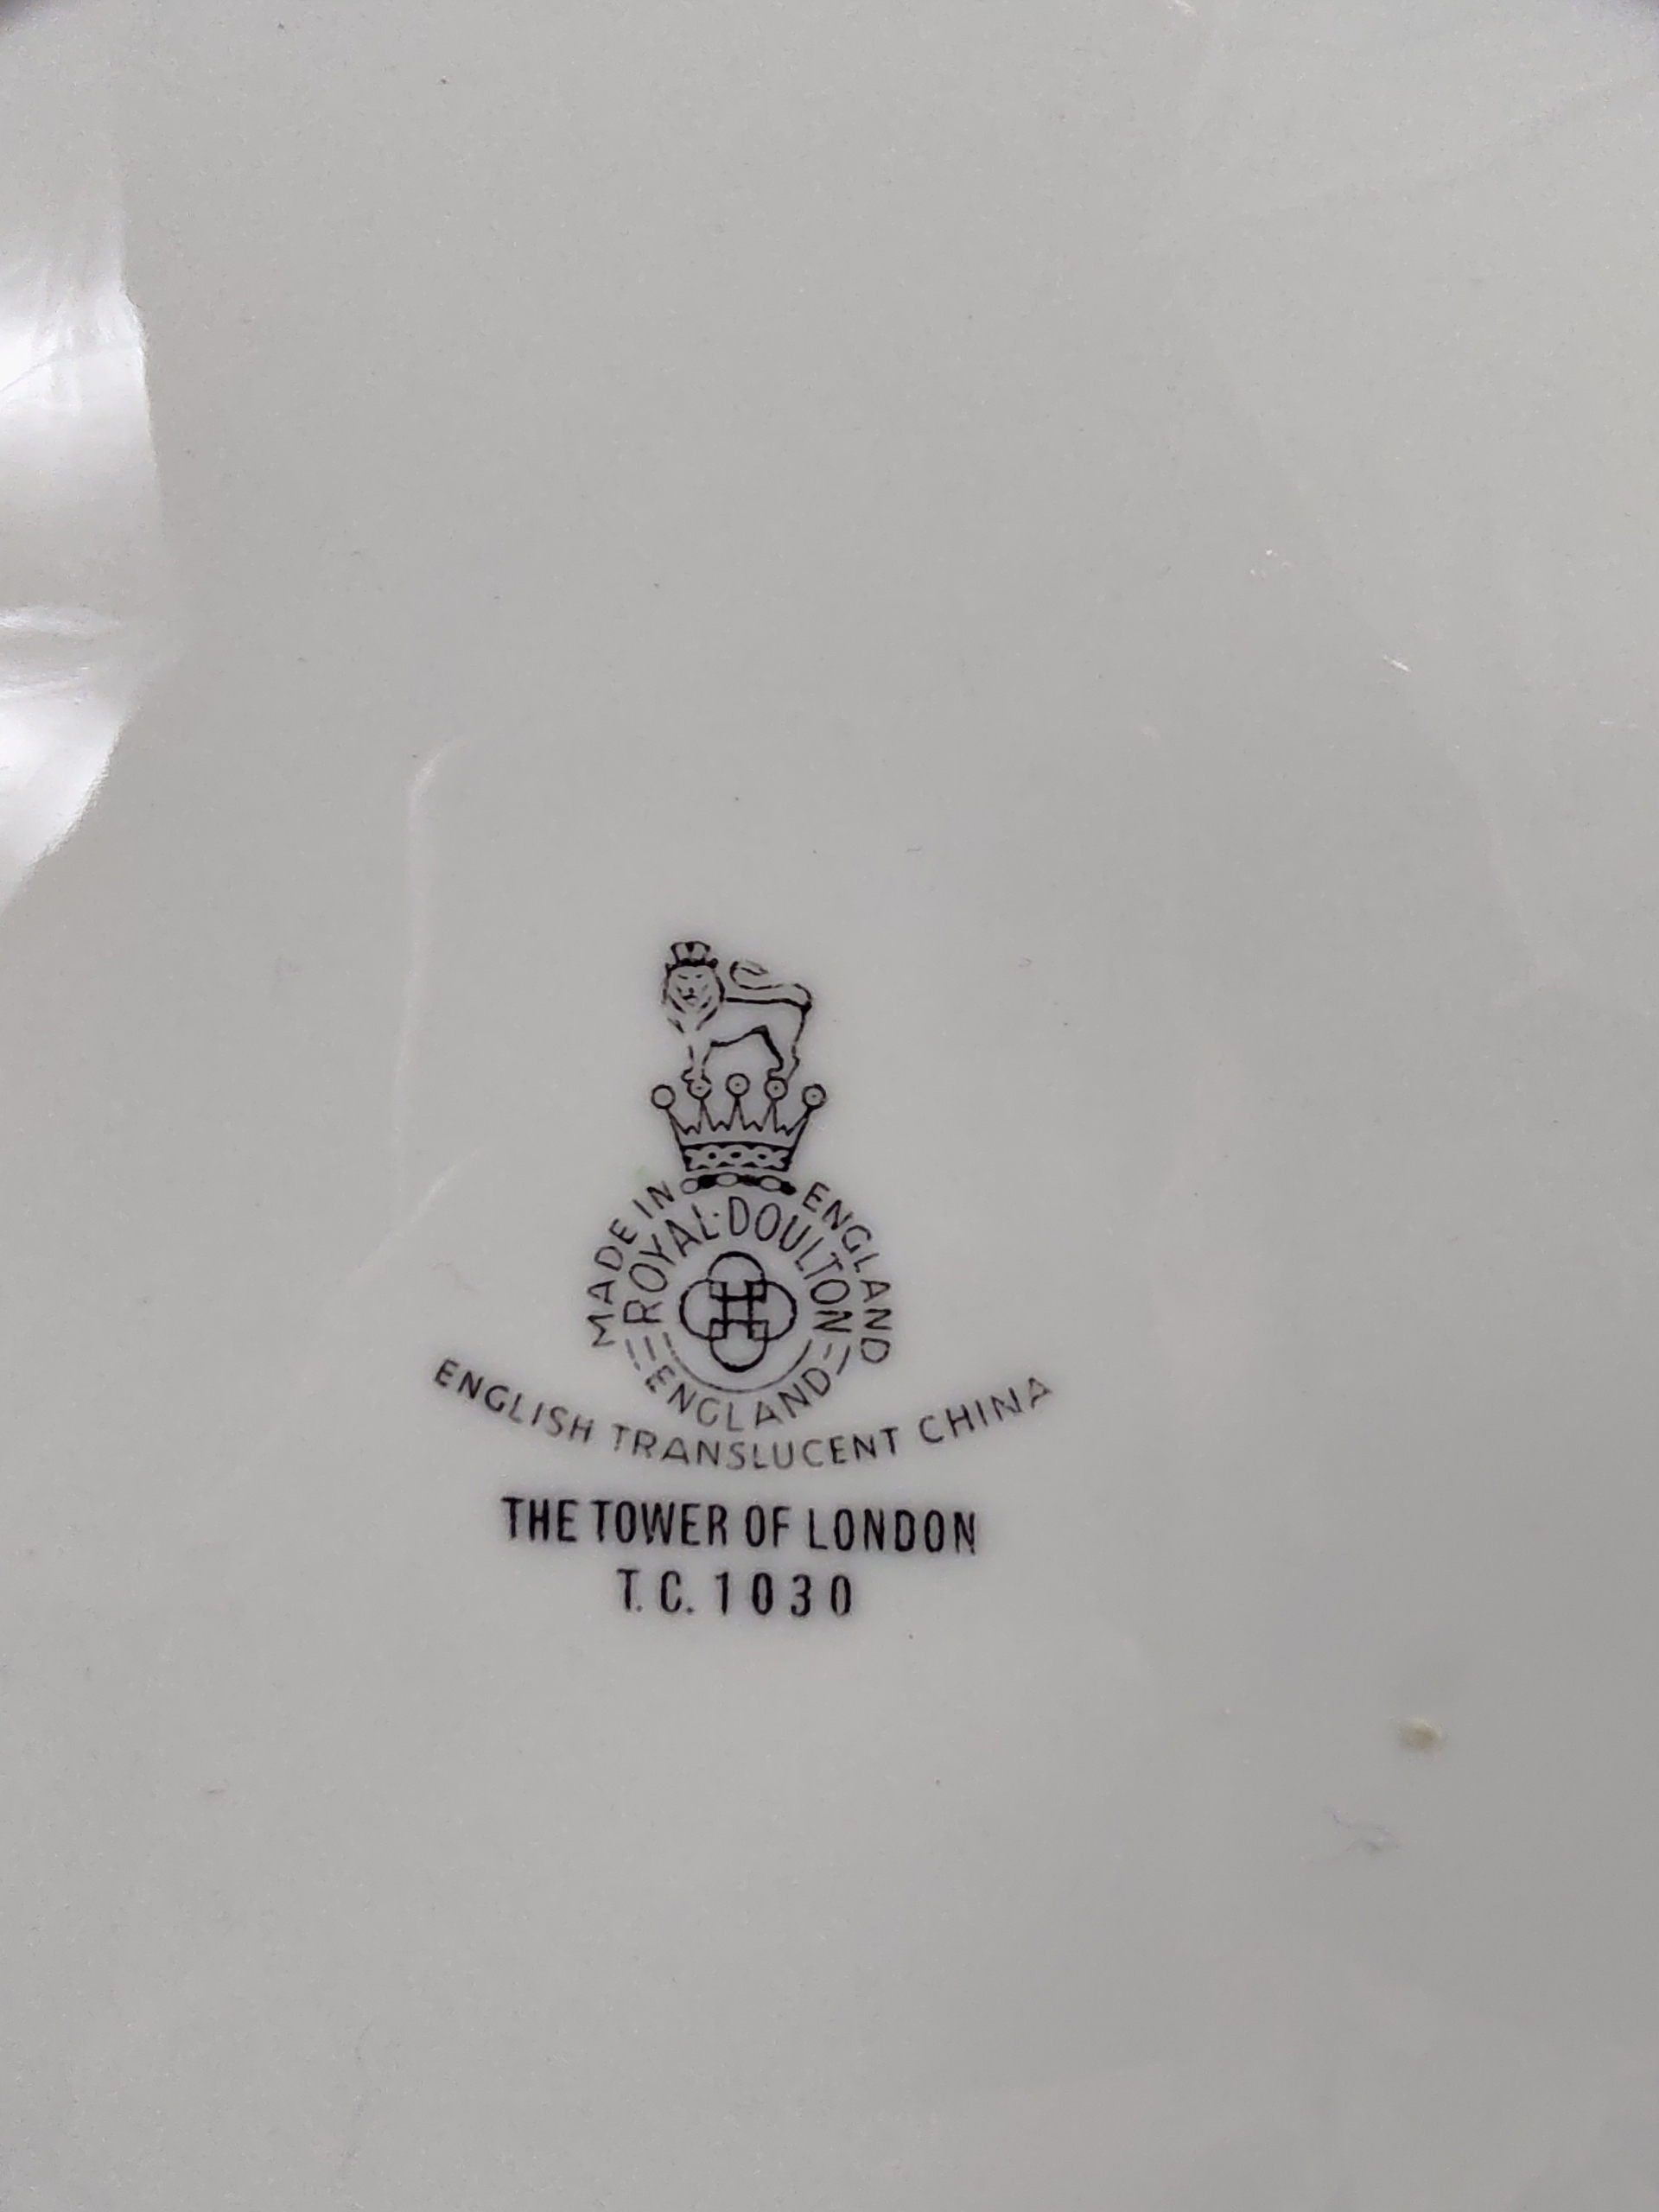 MADE IN ENGLAND
ROYAL·DOULTON
ENGLAND
ENGLISH TRANSLUCENT CHINA
THE TOWER OF LONDON
T.C. 1030